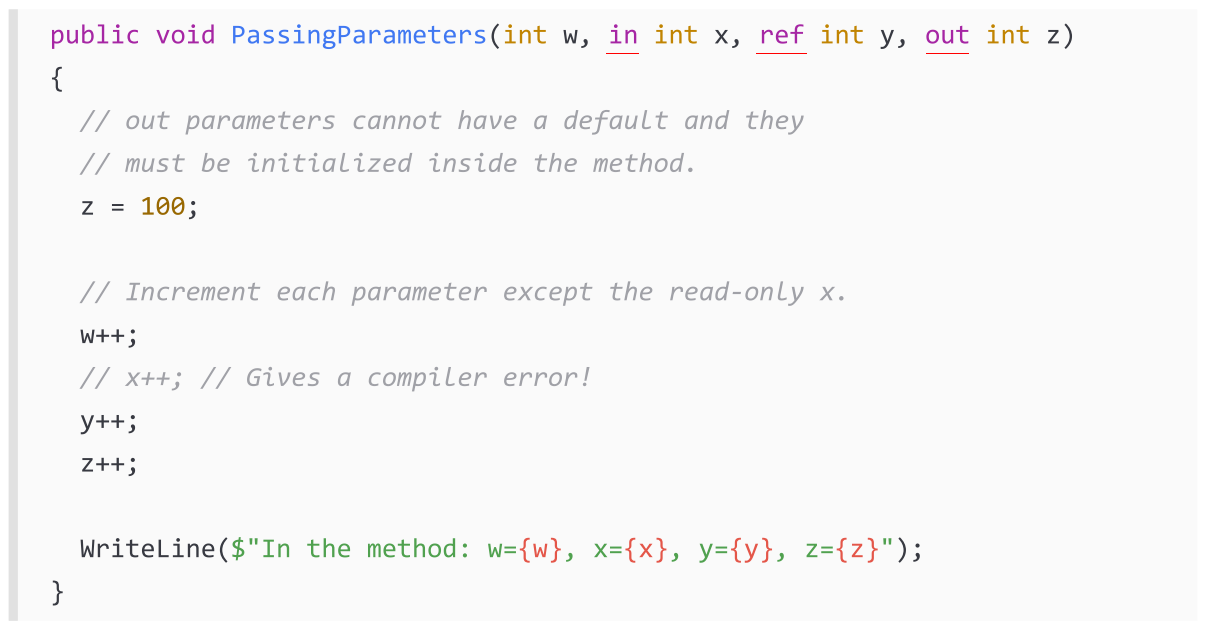 public void PassingParameters(int w, in int x, ref int y, out int z)
{
// out parameters cannot have a default and they
// must be initialized inside the method.
z = 100;
// Increment each parameter except the read-only x.
w++;
// x++; // Gives a compiler error!
y++;
z++;
WriteLine($"In the method: w={w}, x={x}, y={y}, z={z}");
}